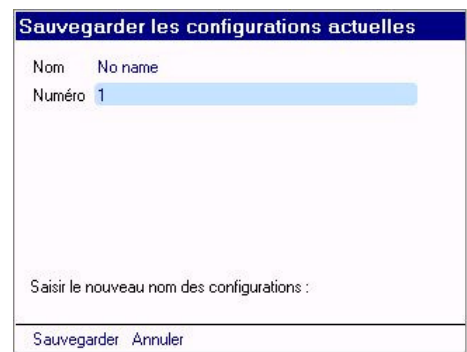 Sauvegarder les configurations actuelles
Nom No name
Numéro 1
Saisir le nouveau nom des configurations :
Sauvegarder Annuler